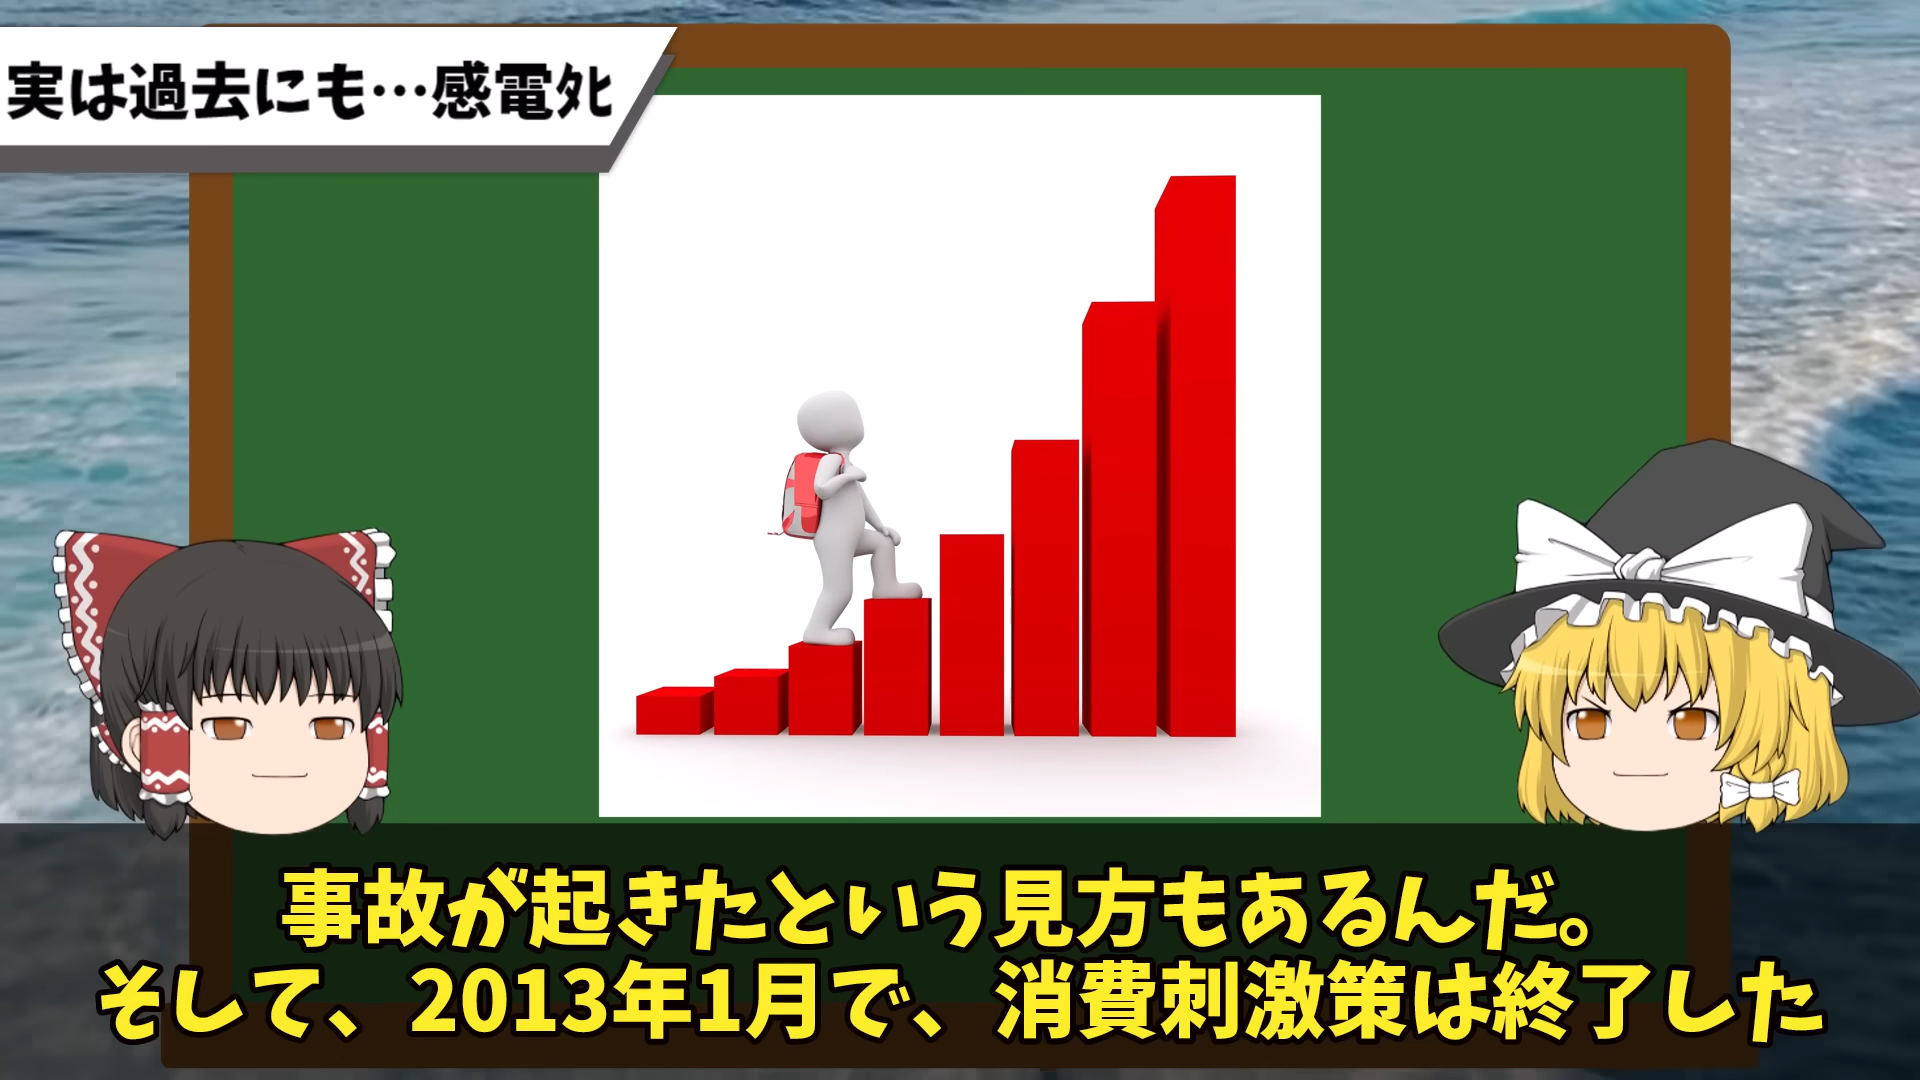 実は過去にも…感電ﾀﾋ
事故が起きたという見方もあるんだ。
そして、2013年1月で、消費刺激策は終了した